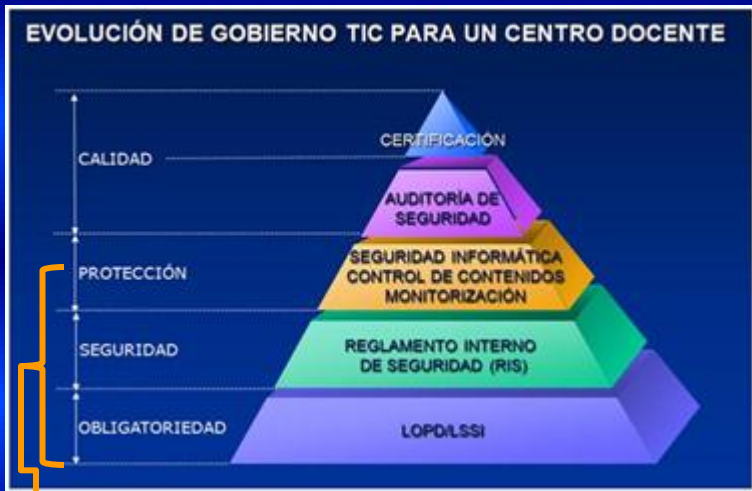 EVOLUCIÓN DE GOBIERNO TIC PARA UN CENTRO DOCENTE
CERTIFICACIÓN
CALIDAD
AUDITORÍA DE
SEGURIDAD
PROTECCIÓN
SEGURIDAD INFORMÁTICA
CONTROL DE CONTENIDOS
MONITORIZACIÓN
SEGURIDAD
REGLAMENTO INTERNO
DE SEGURIDAD (RIS)
OBLIGATORIEDAD
LOPD/LSSI